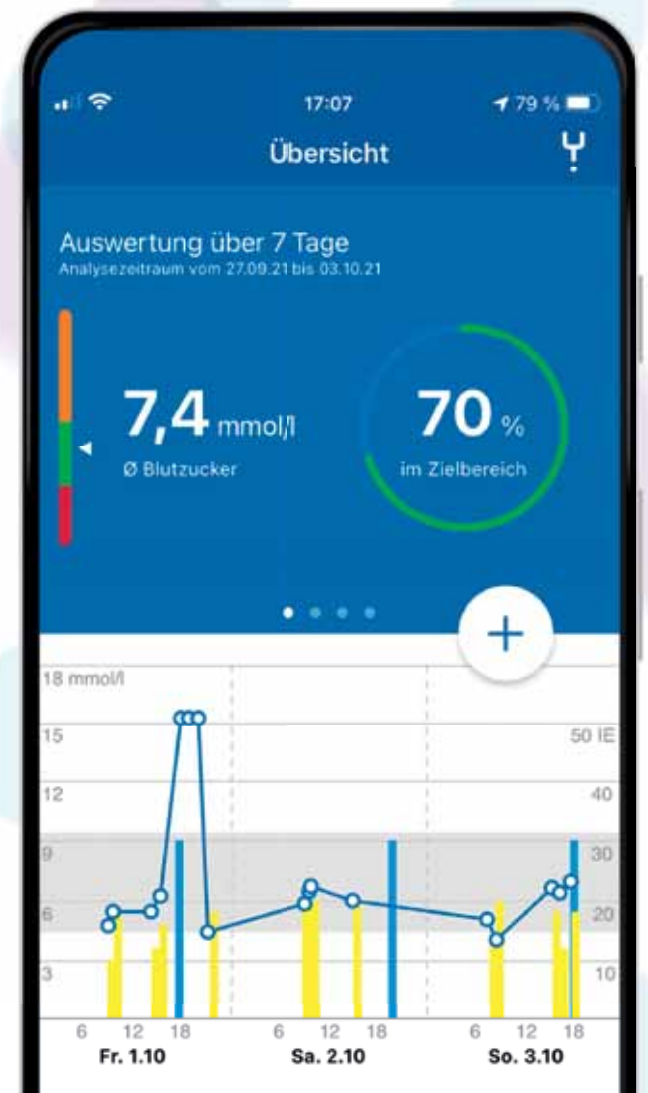 17:07
79 %
Übersicht
Auswertung über 7 Tage
Analysezeitraum vom 27.09.21 bis 03.10.21
7,4 mmol/l
Ø Blutzucker
70 %
im Zielbereich
+
18 mmol/l
15
50 IE
12
40
9
30
6
20
3
10
6 12 18 6 12 18 6 12 18
Fr. 1.10 Sa. 2.10 So. 3.10